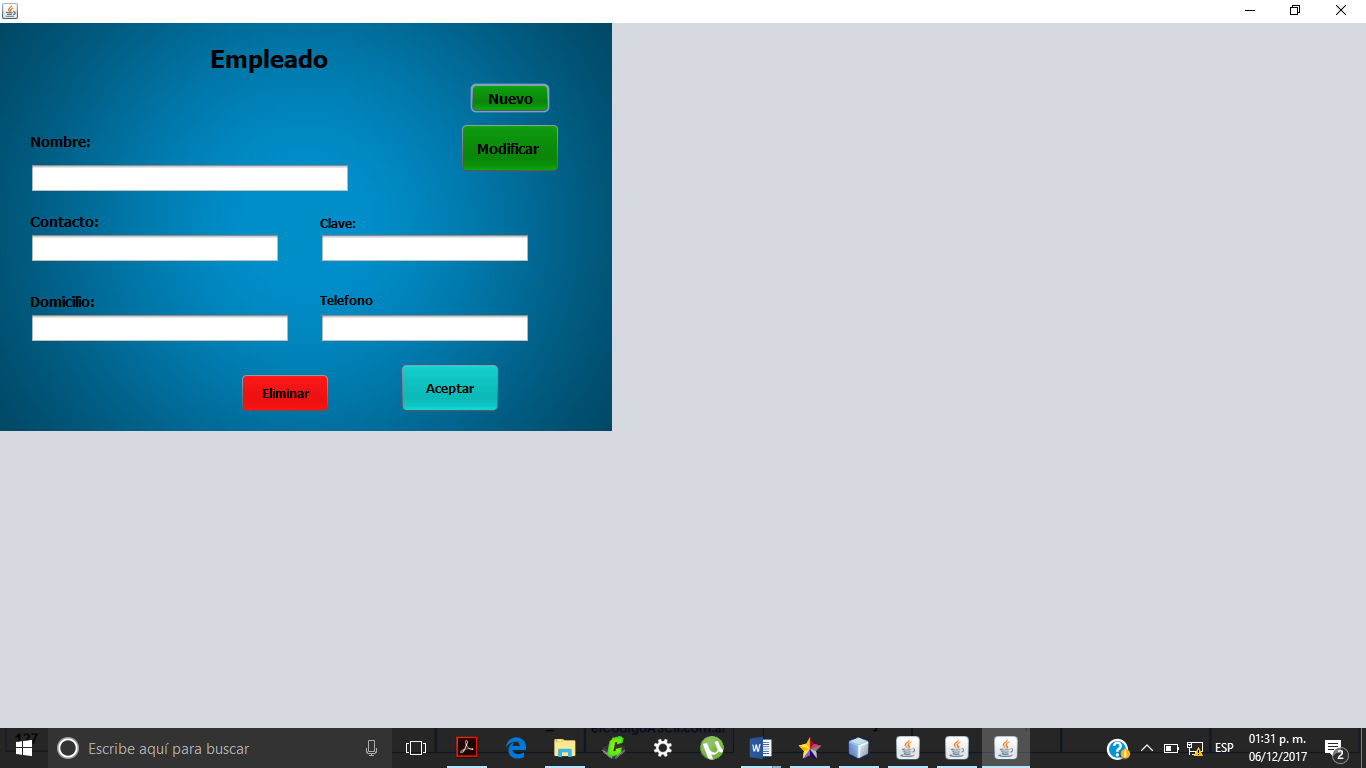 Empleado
Nuevo
Nombre:
Modificar
Contacto:
Clave:
Domicilio:
Telefono
Eliminar
Aceptar
Escribe aquí para buscar
ESP
01:31 p. m.
06/12/2017
2